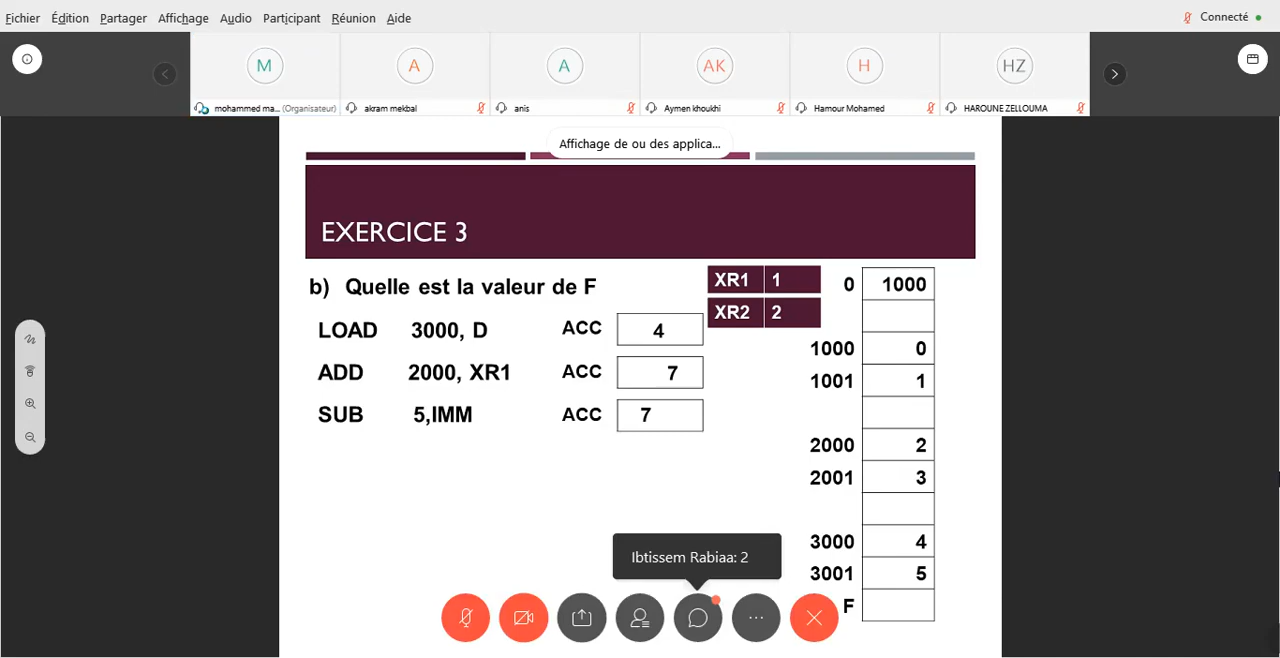 Fichier Édition Partager Affichage Audio Participant Réunion Aide
Connecté
M A A AK H HZ
mohammed ma... (Organisateur) akram mekbal anis Aymen khoukhi Hamour Mohamed HAROUNE ZELLOUMA
Affichage de ou des applica...
EXERCICE 3
b) Quelle est la valeur de F
XR1 1
XR2 2
LOAD 3000, D ACC 4
ADD 2000, XR1 ACC 7
SUB 5,IMM ACC 7
0 1000
1000 0
1001 1
2000 2
2001 3
3000 4
3001 5
F
Ibtissem Rabiaa: 2